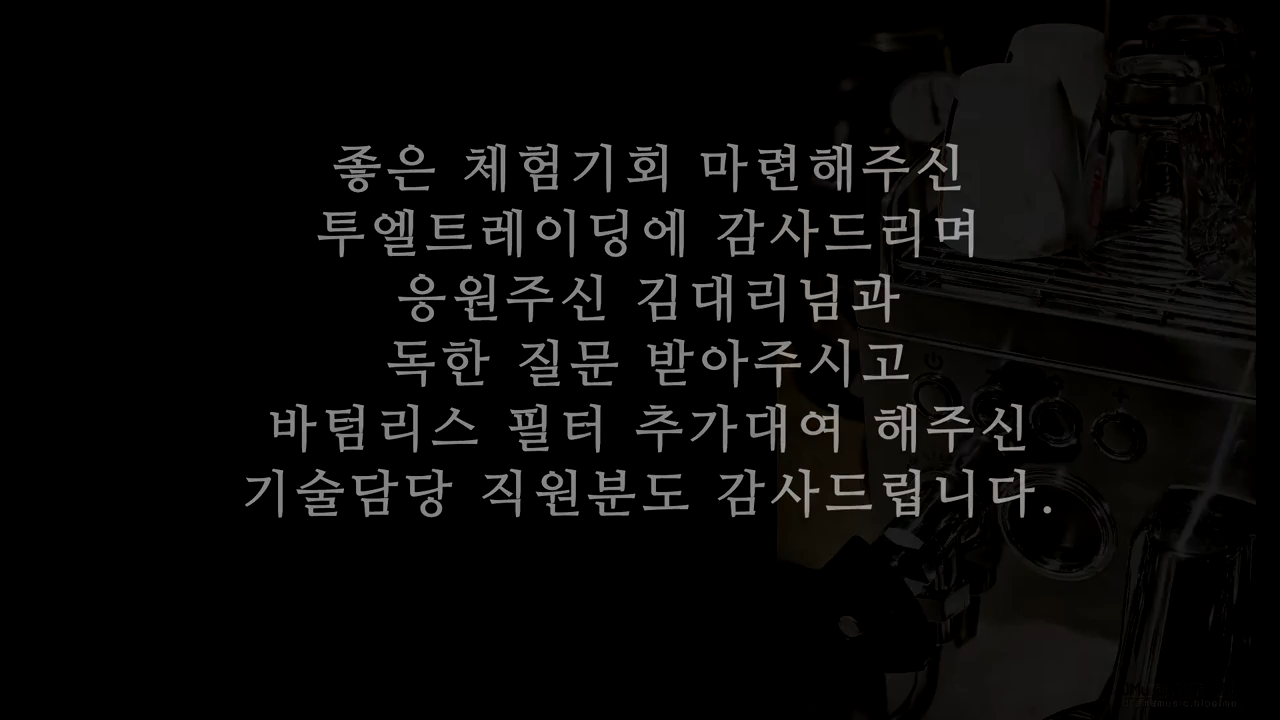 좋은 체험기회 마련해주신
투엘트레이딩에 감사드리며
응원주신 김대리님과
독한 질문 받아주시고
바텀리스 필터 추가대여 해주신
기술담당 직원분도 감사드립니다.